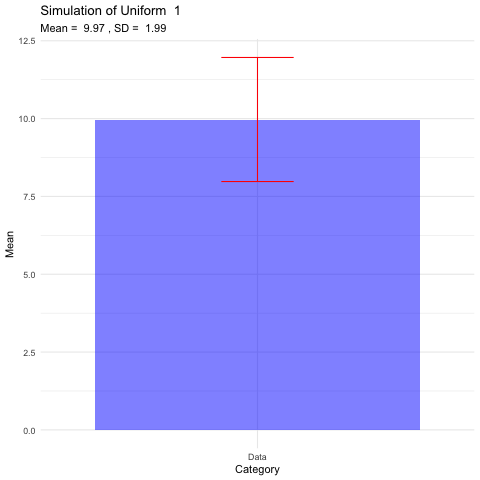 Simulation of Uniform  1
Mean =  9.97 , SD =  1.99
12.5
10.0
7.5
5.0
2.5
0.0
Mean
Data
Category